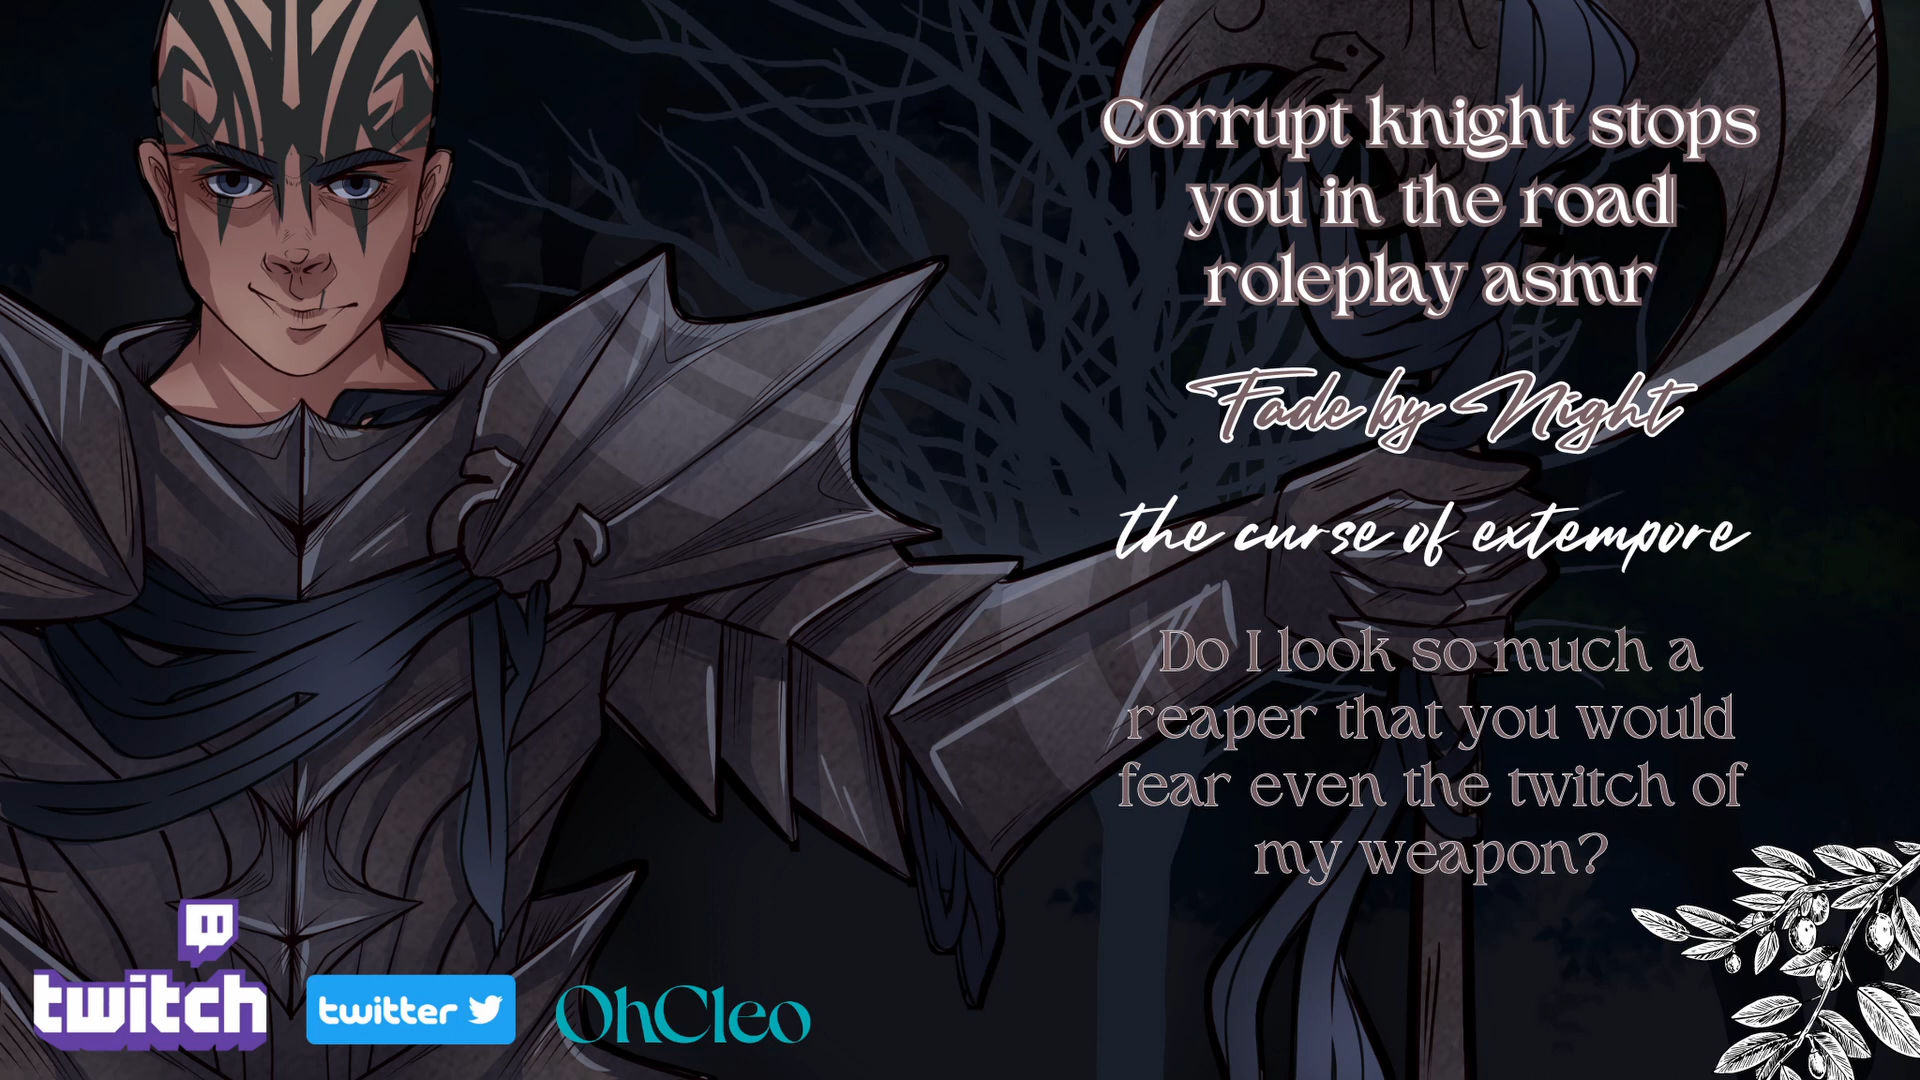 Corrupt knight stops
you in the road
roleplay asmr
Fade by Night
the curse of extempore
Do I look so much a
reaper that you would
fear even the twitch of
my weapon?
twitch
twitter
OhCleo